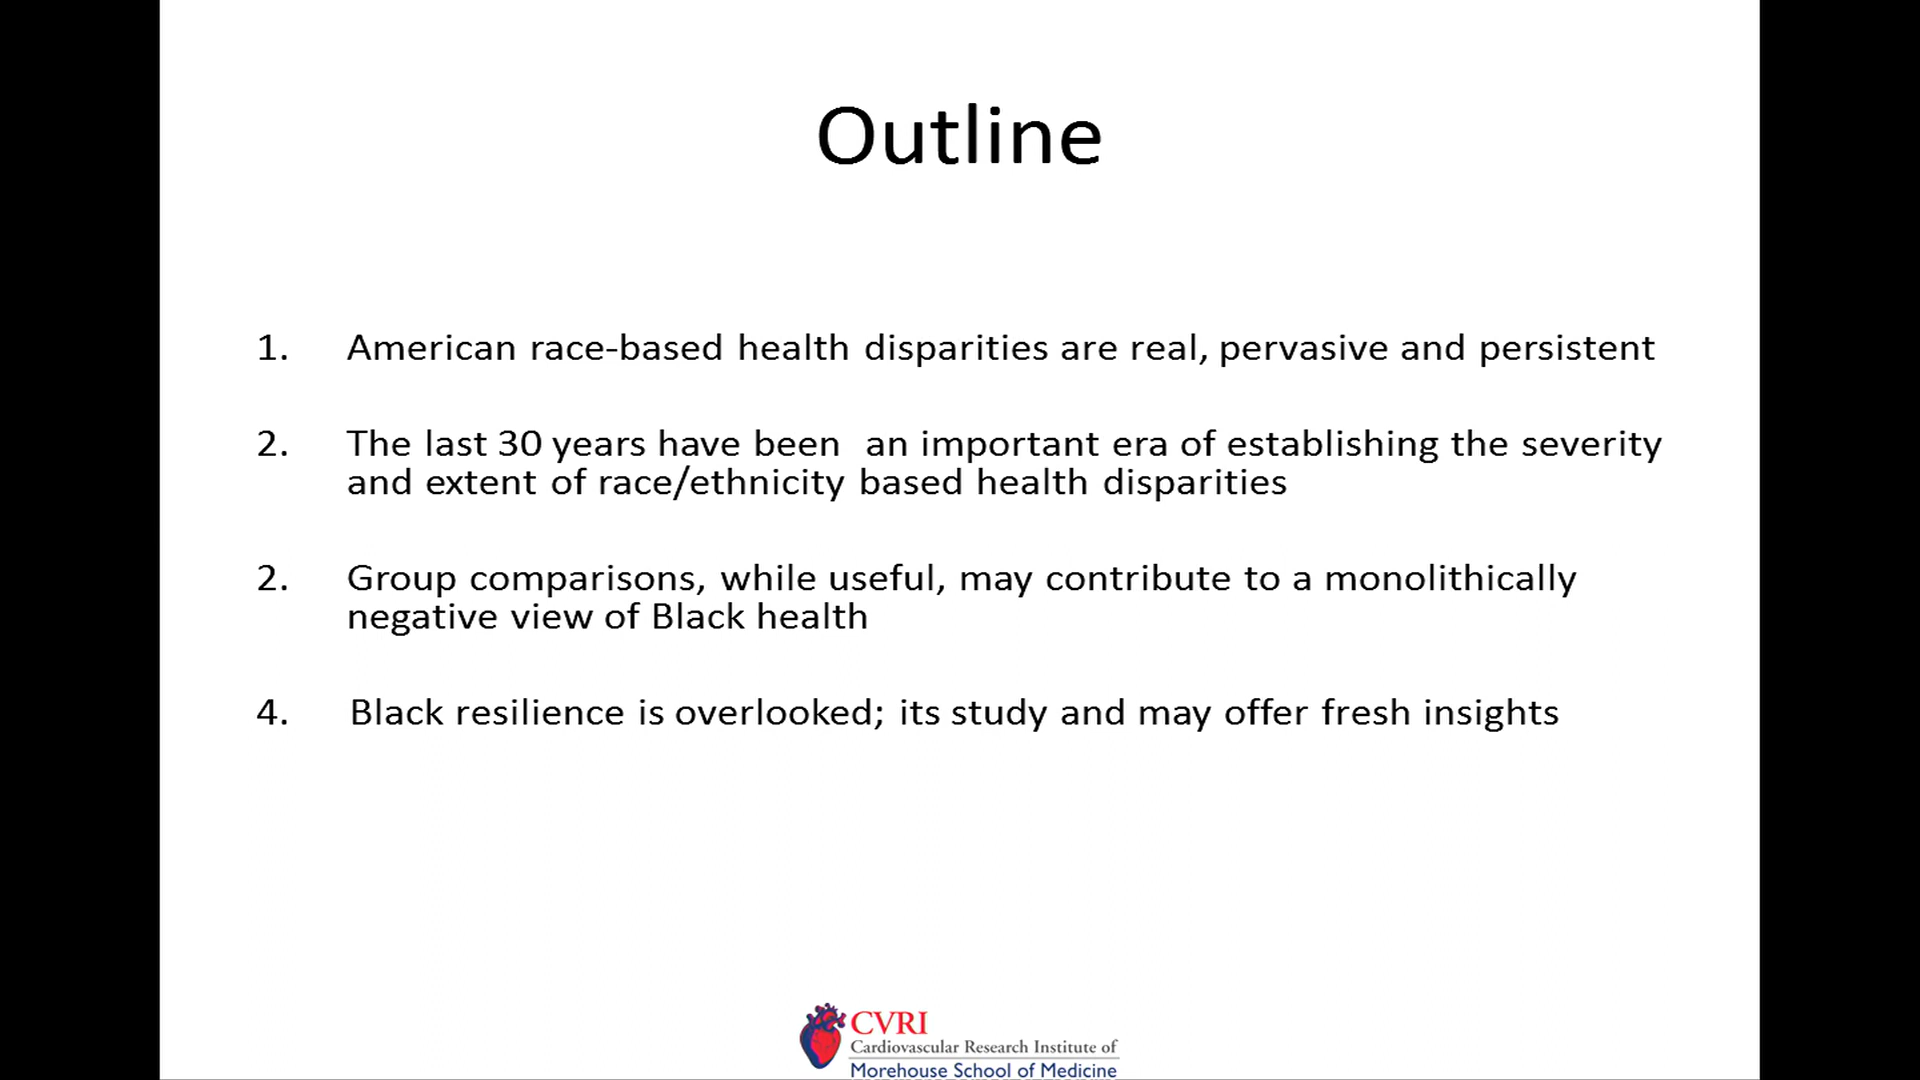 Outline
1. American race-based health disparities are real, pervasive and persistent
2. The last 30 years have been  an important era of establishing the severity
and extent of race/ethnicity based health disparities
2. Group comparisons, while useful, may contribute to a monolithically
negative view of Black health
4. Black resilience is overlooked; its study and may offer fresh insights
CVRI
Cardiovascular Research Institute of
Morehouse School of Medicine